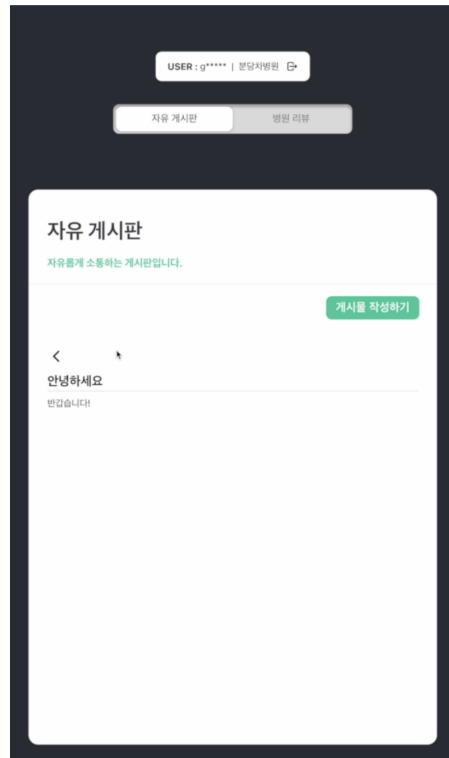 USER : g***** | 분당차병원
자유 게시판
병원 리뷰
자유 게시판
자유롭게 소통하는 게시판입니다.
게시물 작성하기
안녕하세요
반갑습니다!